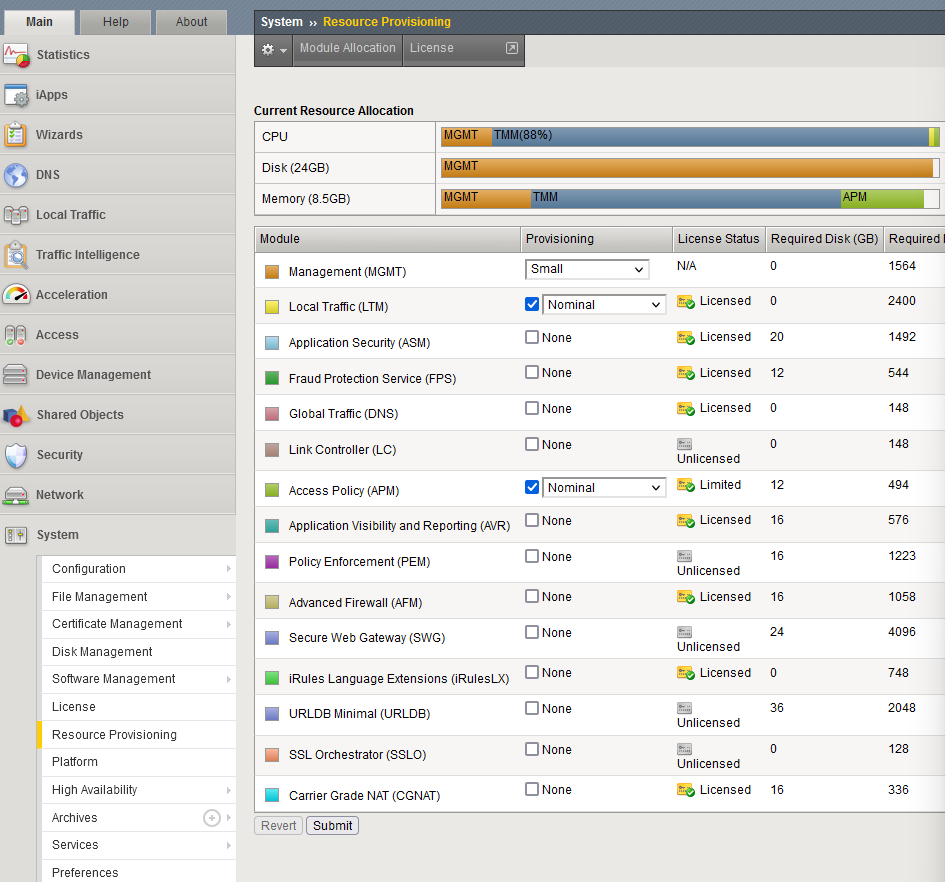 Main Help About
System ›› Resource Provisioning
Module Allocation License
Statistics
iApps
Wizards
DNS
Local Traffic
Traffic Intelligence
Acceleration
Access
Device Management
Shared Objects
Security
Network
System
Configuration
File Management
Certificate Management
Disk Management
Software Management
License
Resource Provisioning
Platform
High Availability
Archives
Services
Preferences
Current Resource Allocation
CPU MGMT TMM(88%)
Disk (24GB) MGMT
Memory (8.5GB) MGMT TMM APM
Module Provisioning License Status Required Disk (GB) Required
Management (MGMT) Small N/A 0 1564
Local Traffic (LTM) Nominal Licensed 0 2400
Application Security (ASM) None Licensed 20 1492
Fraud Protection Service (FPS) None Licensed 12 544
Global Traffic (DNS) None Licensed 0 148
Link Controller (LC) None Unlicensed 0 148
Access Policy (APM) Nominal Limited 12 494
Application Visibility and Reporting (AVR) None Licensed 16 576
Policy Enforcement (PEM) None Unlicensed 16 1223
Advanced Firewall (AFM) None Licensed 16 1058
Secure Web Gateway (SWG) None Unlicensed 24 4096
iRules Language Extensions (iRulesLX) None Licensed 0 748
URLDB Minimal (URLDB) None Unlicensed 36 2048
SSL Orchestrator (SSLO) None Unlicensed 0 128
Carrier Grade NAT (CGNAT) None Licensed 16 336
Revert Submit